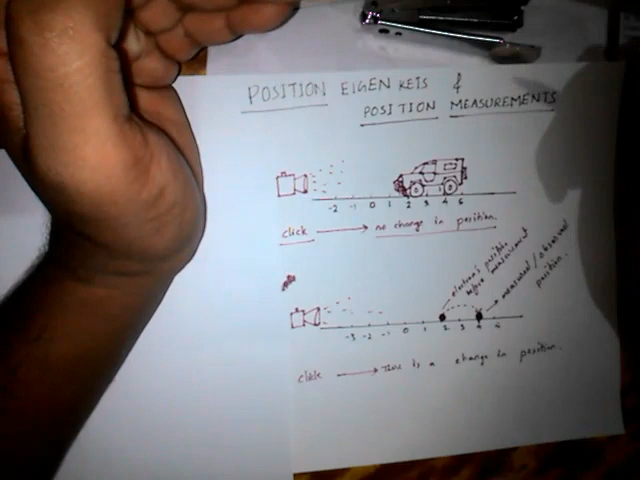 POSITION EIGEN KETS &
POSITION MEASUREMENTS
-2 -1 0 1 2 3 4 5
click → no change in position.
electron's position
before measurement
measured / observed
position.
-3 -2 -1 0 1 2 3 4
click → There is a change in position.